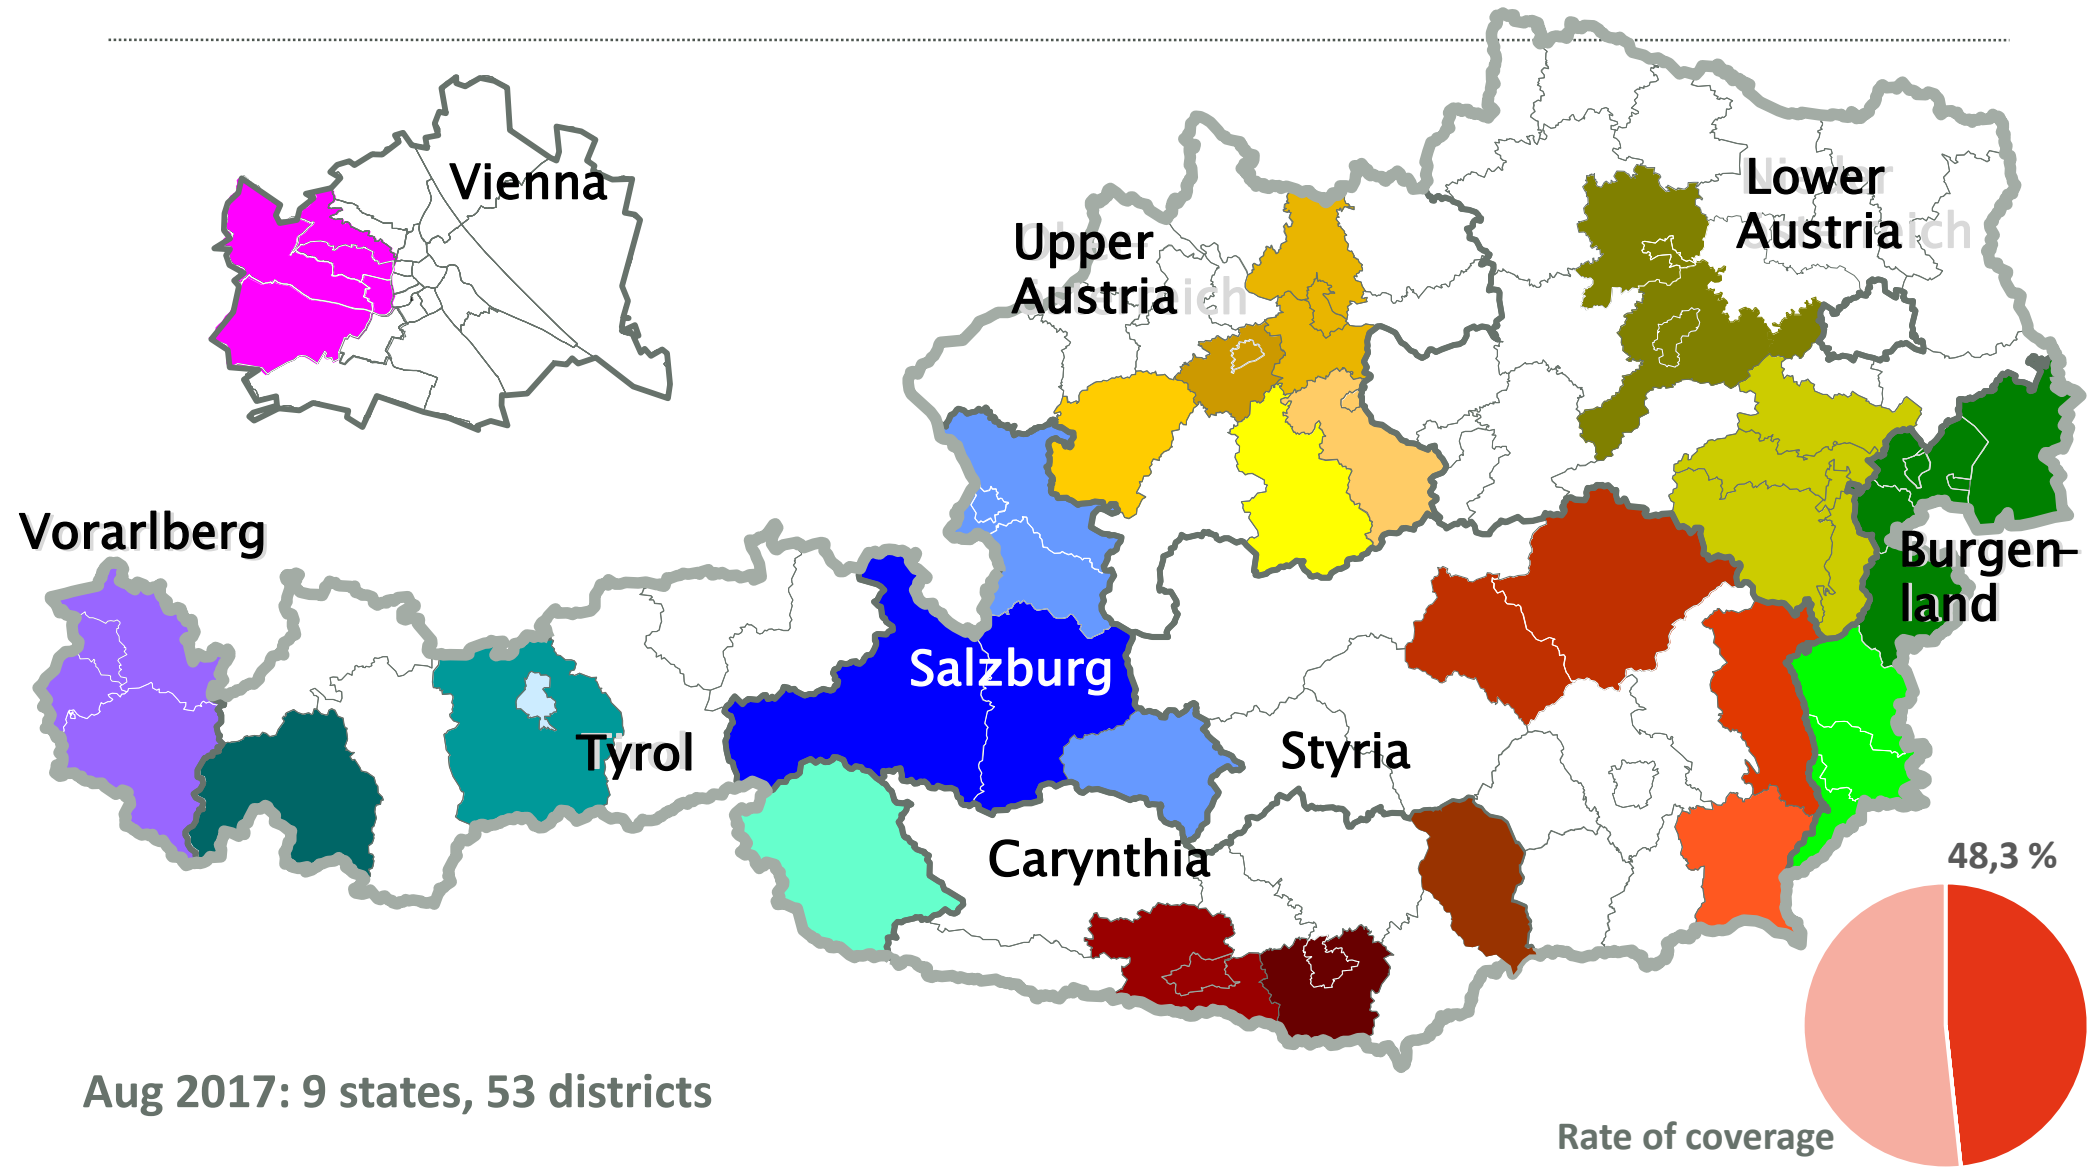 Vienna
Lower
Austria
Upper
Austria
Vorarlberg
Burgen-
land
Salzburg
Tyrol
Styria
Carynthia
48,3 %
Aug 2017: 9 states, 53 districts
Rate of coverage